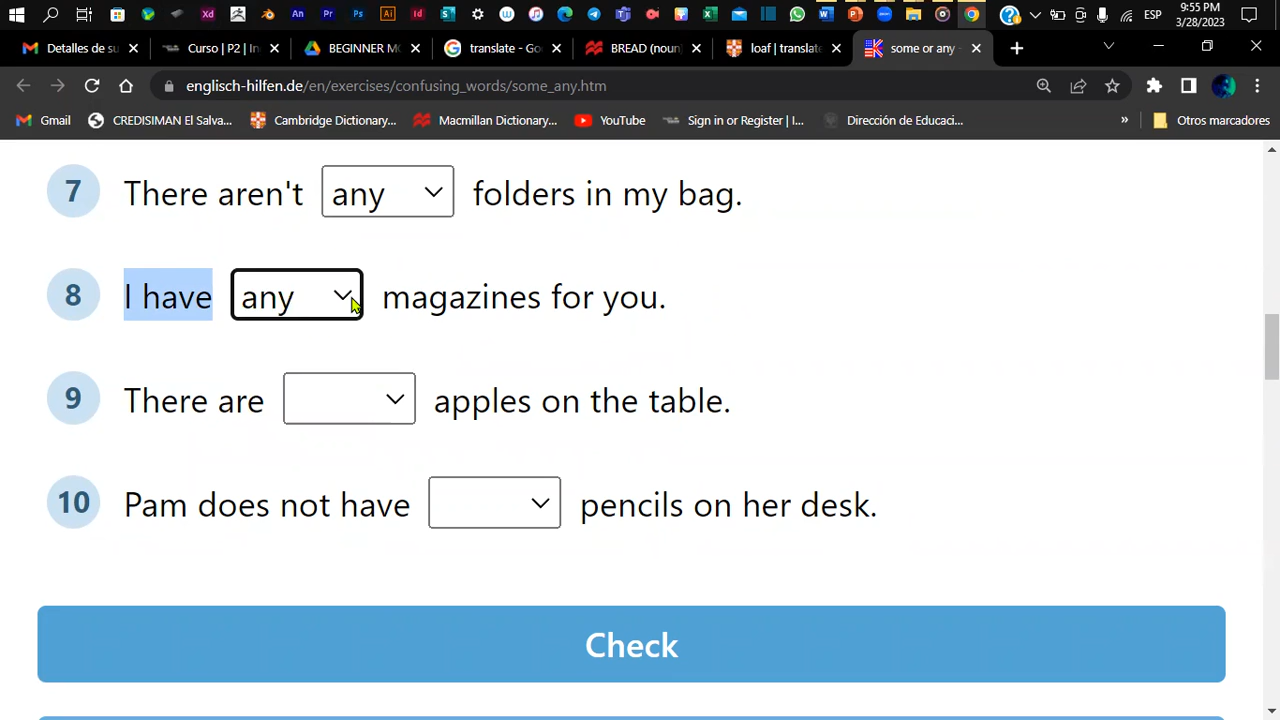 9:55 PM
ESP
3/28/2023
Detalles de su
Curso | P2 | In
BEGINNER MO
translate - Goo
BREAD (noun)
loaf | translate
some or any -
englisch-hilfen.de/en/exercises/confusing_words/some_any.htm
Gmail
CREDISIMAN El Salva...
Cambridge Dictionary...
Macmillan Dictionary...
YouTube
Sign in or Register | I...
Dirección de Educaci...
»
Otros marcadores
7 There aren't any folders in my bag.
8 I have any magazines for you.
9 There are apples on the table.
10 Pam does not have pencils on her desk.
Check